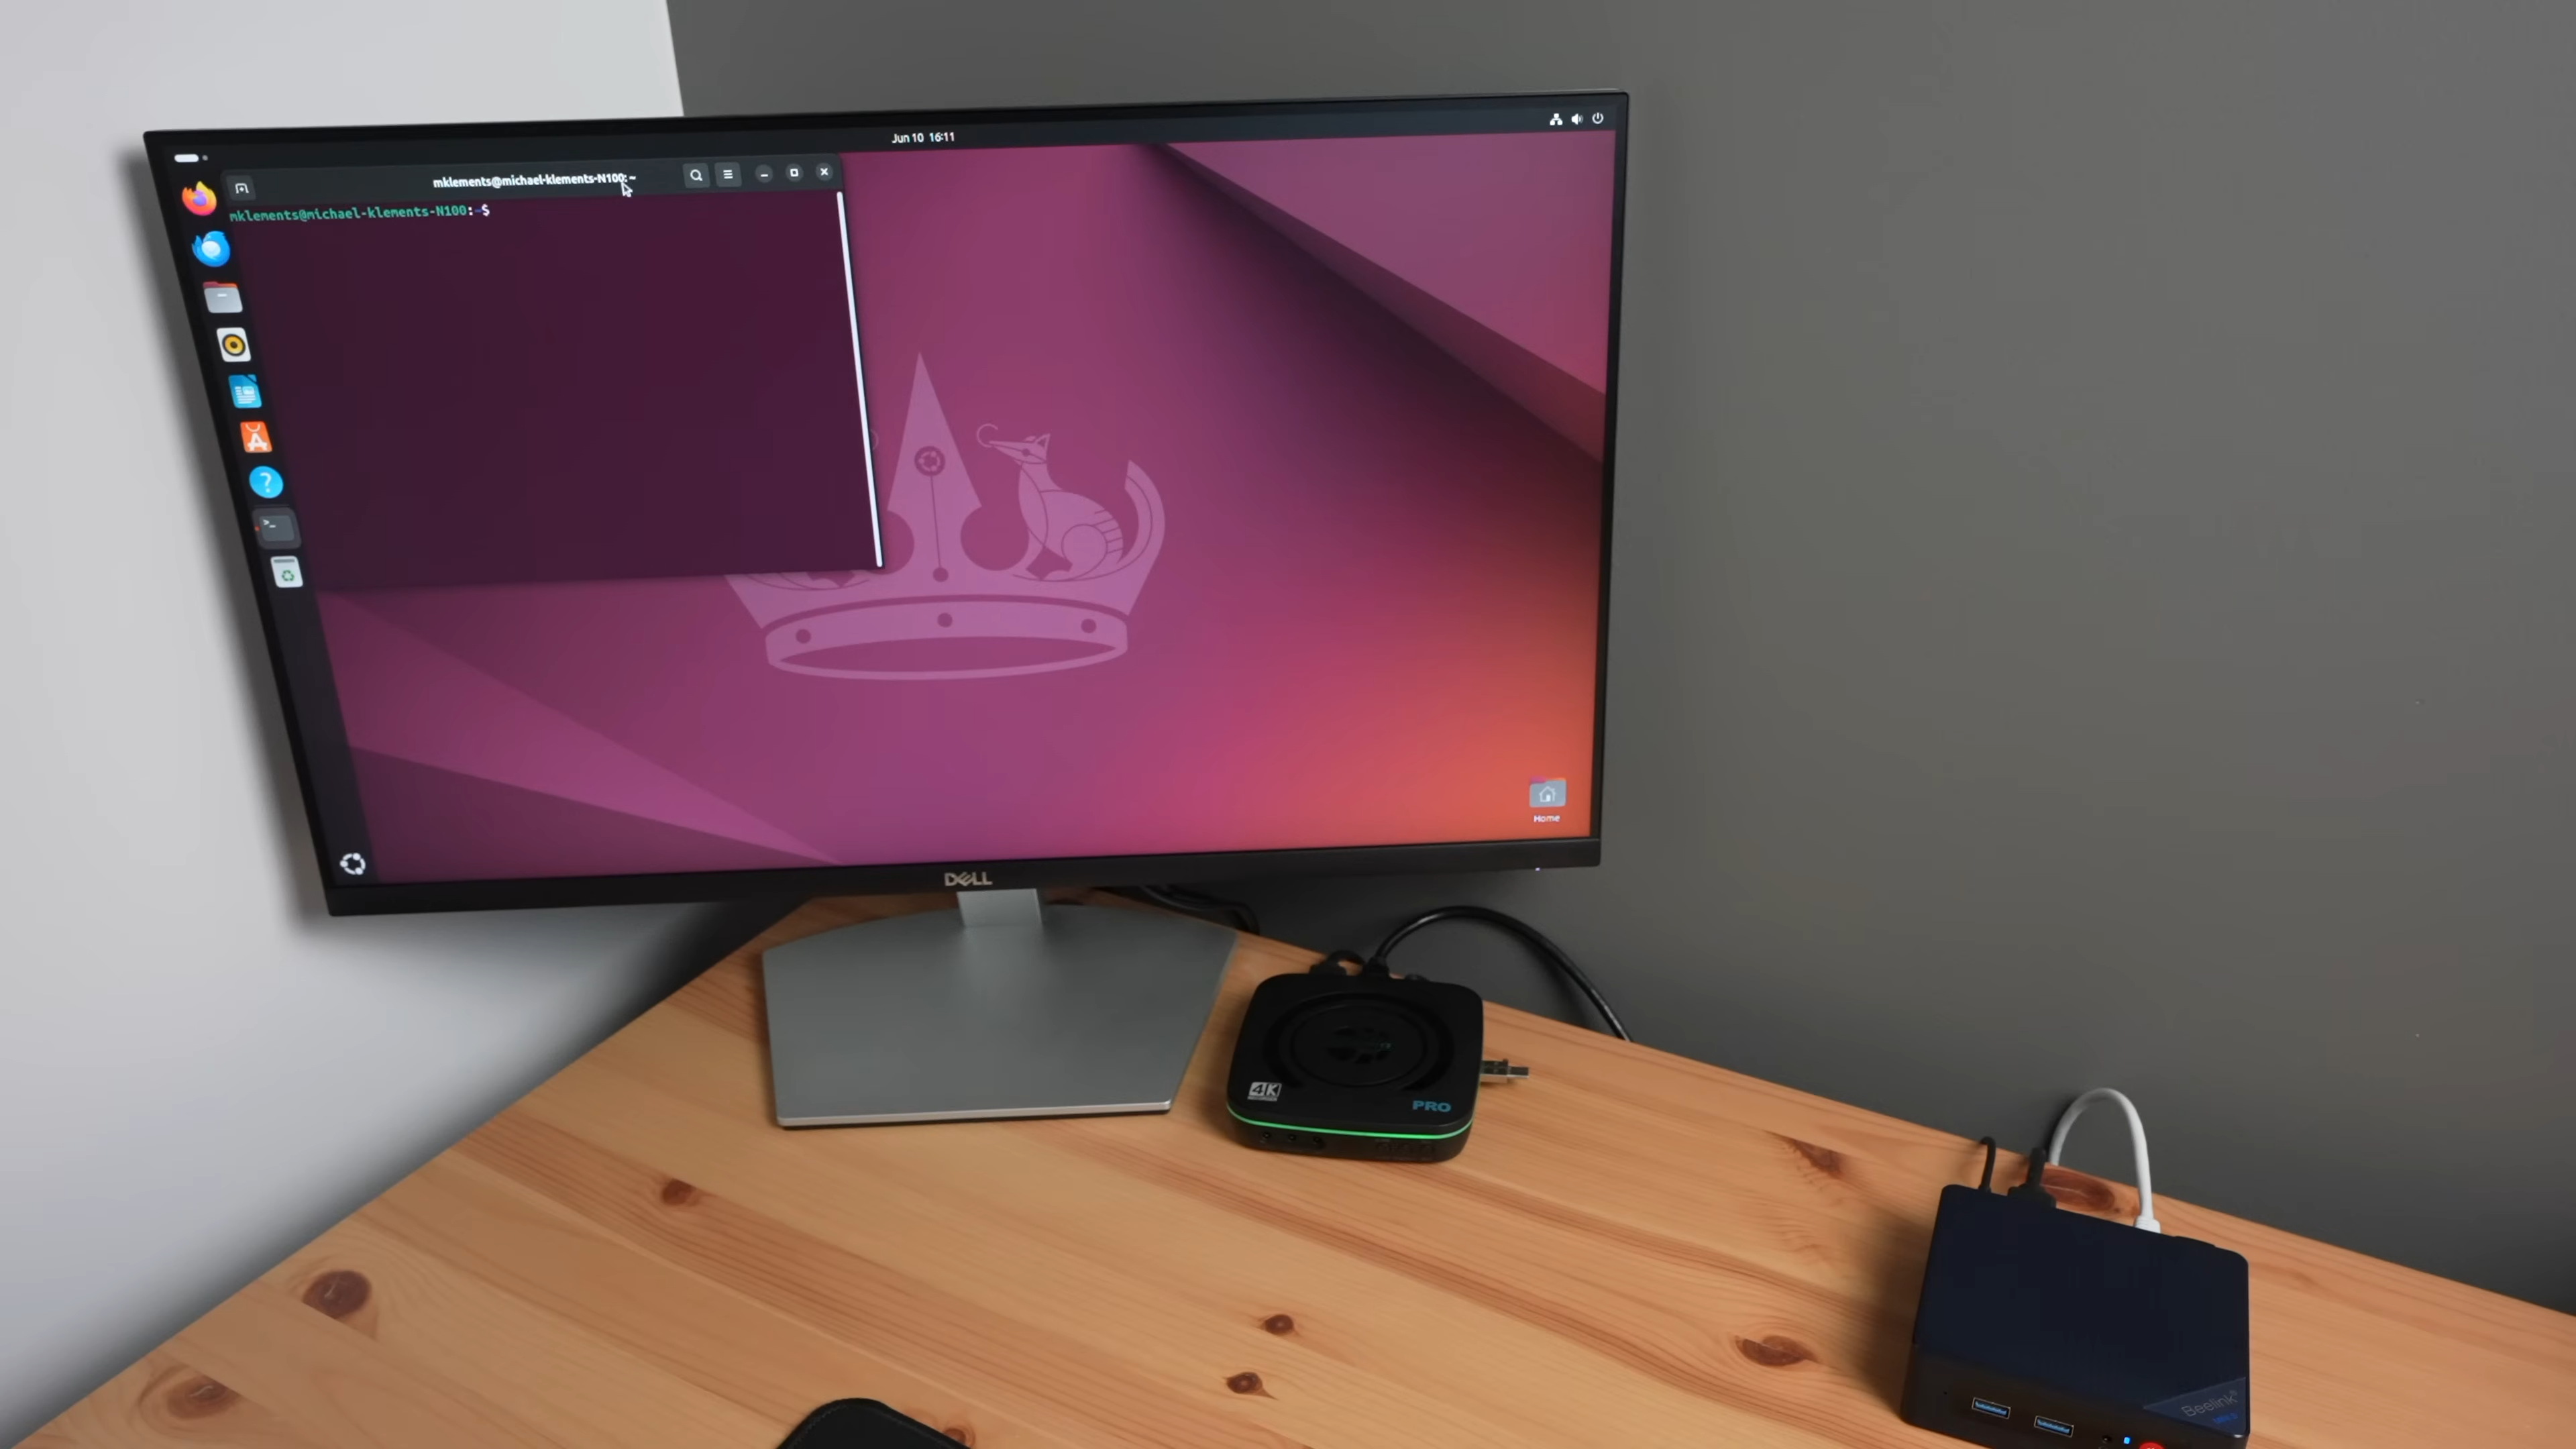 Jun 10 16:11
mklements@michael-klements-N100: ~
mklements@michael-klements-N100:~$
Home
DELL
4K
PRO
Beelink